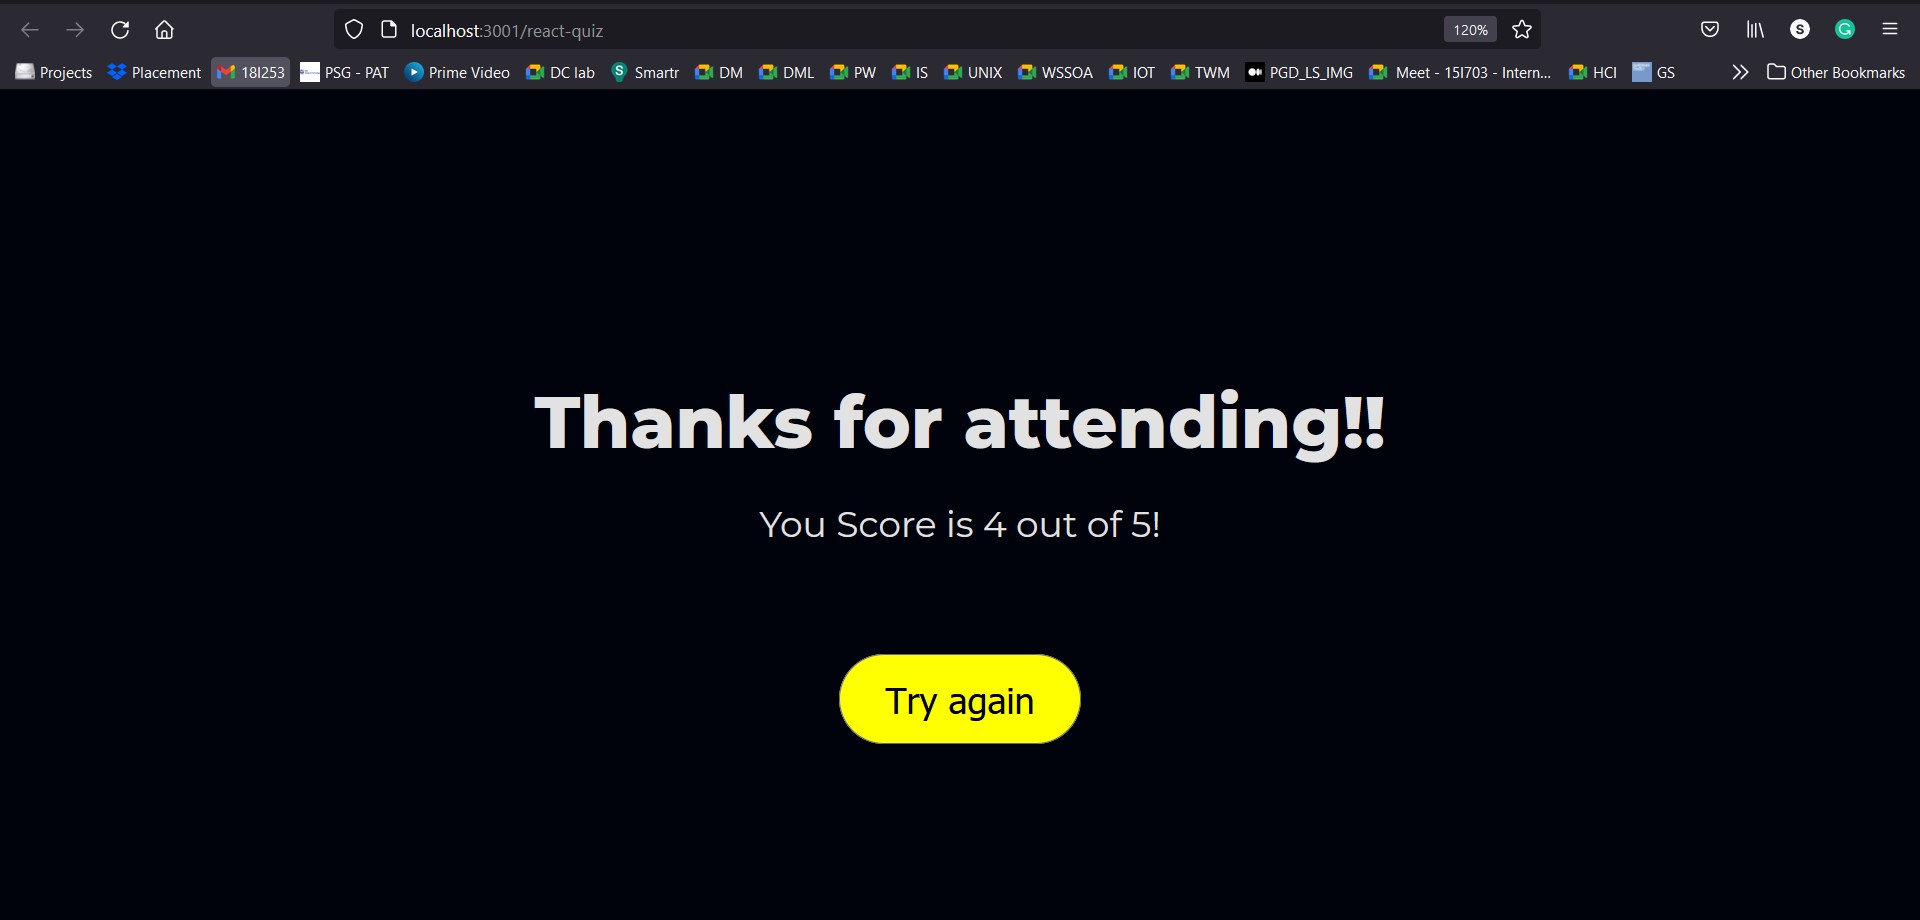 localhost:3001/react-quiz 120%
Projects Placement 18I253 PSG - PAT Prime Video DC lab Smartr DM DML PW IS UNIX WSSOA IOT TWM PGD_LS_IMG Meet - 15I703 - Intern... HCI GS Other Bookmarks
Thanks for attending!!
You Score is 4 out of 5!
Try again